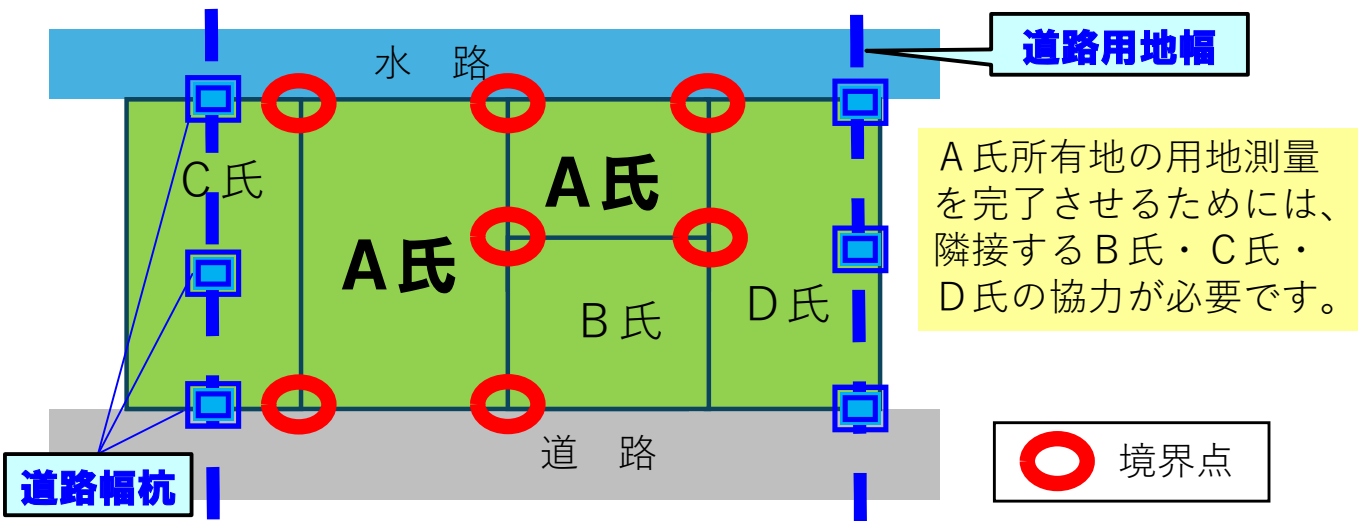 水　路
道路用地幅
Ｃ氏
Ａ氏
Ａ氏
Ｂ氏
Ｄ氏
Ａ氏所有地の用地測量
を完了させるためには、
隣接するＢ氏・Ｃ氏・
Ｄ氏の協力が必要です。
道　路
道路幅杭
境界点